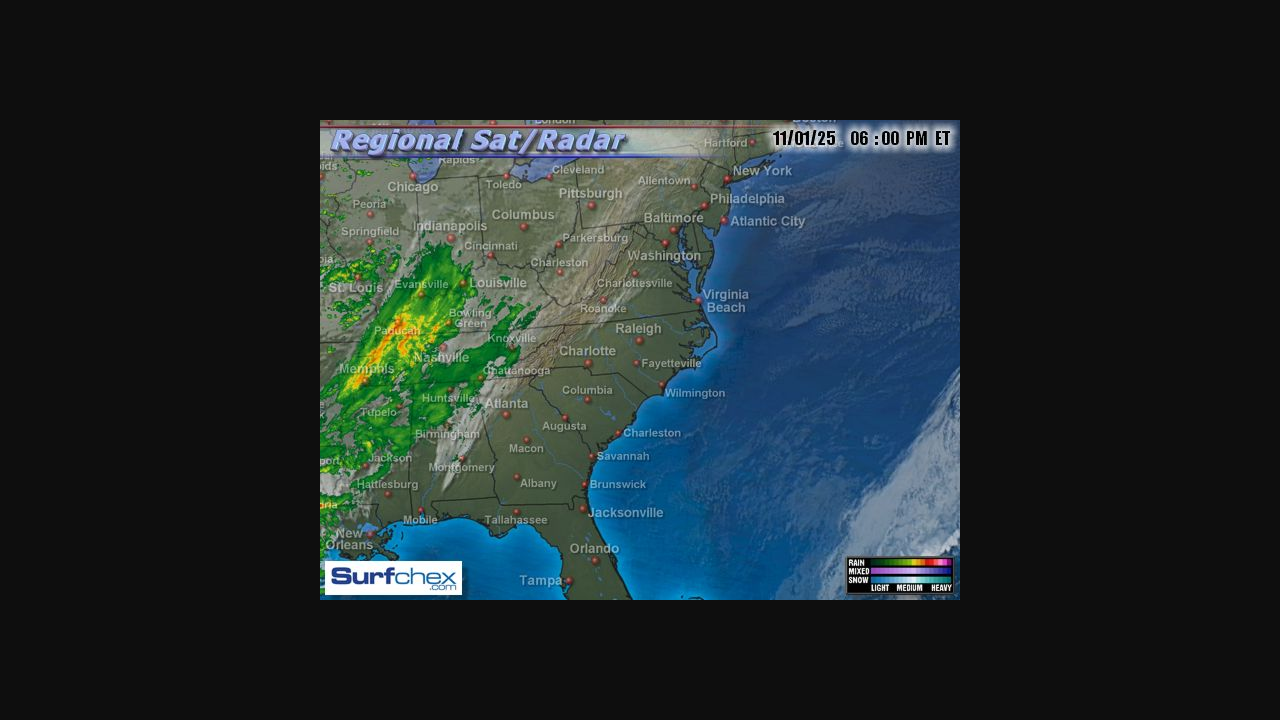 London
Boston
Regional Sat/Radar
11/01/25 06 : 00 PM ET
Hartford
Rapids
Cleveland
New York
Chicago
Toledo
Allentown
Pittsburgh
Philadelphia
Peoria
Columbus
Baltimore
Atlantic City
Springfield
Indianapolis
Parkersburg
Cincinnati
Washington
Charleston
St. Louis
Evansville
Louisville
Charlottesville
Virginia
Beach
Bowling
Green
Roanoke
Paducah
Raleigh
Knoxville
Nashville
Charlotte
Fayetteville
Memphis
Chattanooga
Columbia
Wilmington
Huntsville
Atlanta
Tupelo
Augusta
Charleston
Birmingham
Macon
Jackson
Savannah
Montgomery
Hattiesburg
Albany
Brunswick
Mobile
Tallahassee
Jacksonville
New
Orleans
Orlando
Tampa
Surfchex
.com
RAIN
MIXED
SNOW
LIGHT MEDIUM HEAVY